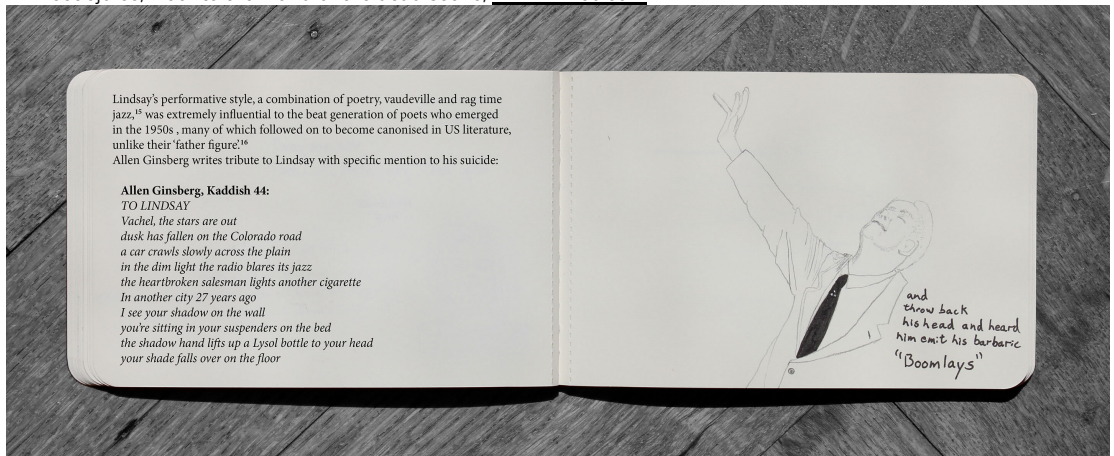 Lindsay's performative style, a combination of poetry, vaudeville and rag time
jazz,¹⁵ was extremely influential to the beat generation of poets who emerged
in the 1950s , many of which followed on to become canonised in US literature,
unlike their 'father figure'.¹⁶
Allen Ginsberg writes tribute to Lindsay with specific mention to his suicide:
Allen Ginsberg, Kaddish 44:
TO LINDSAY
Vachel, the stars are out
dusk has fallen on the Colorado road
a car crawls slowly across the plain
in the dim light the radio blares its jazz
the heartbroken salesman lights another cigarette
In another city 27 years ago
I see your shadow on the wall
you're sitting in your suspenders on the bed
the shadow hand lifts up a Lysol bottle to your head
your shade falls over on the floor
and
throw back
his head and heard
him emit his barbaric
"Boomlays"